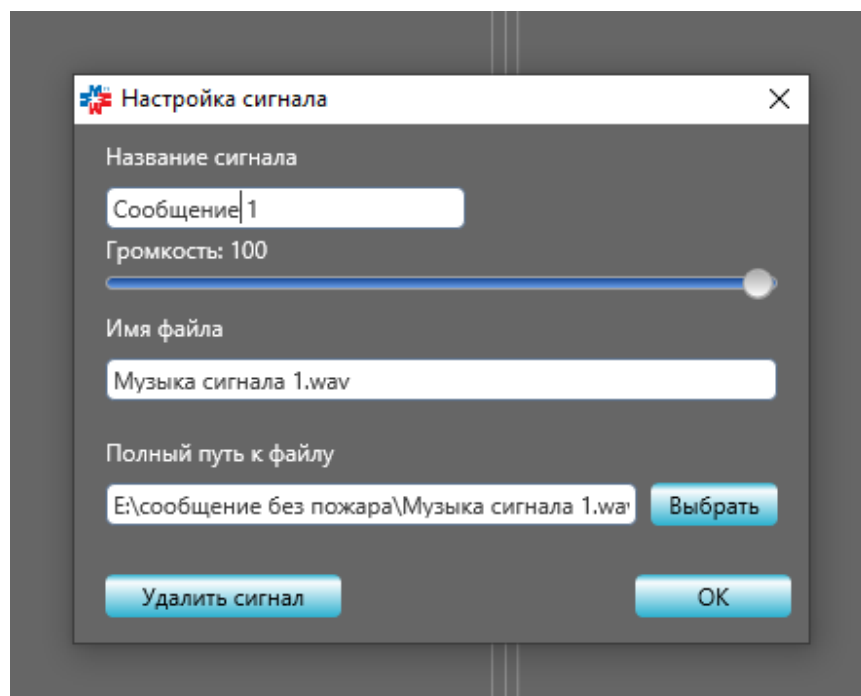 Настройка сигнала
Название сигнала
Сообщение 1
Громкость: 100
Имя файла
Музыка сигнала 1.wav
Полный путь к файлу
E:\сообщение без пожара\Музыка сигнала 1.wav Выбрать
Удалить сигнал OK